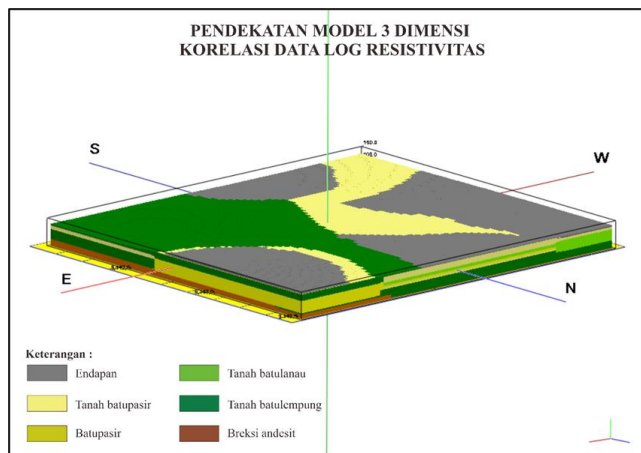 PENDEKATAN MODEL 3 DIMENSI
KORELASI DATA LOG RESISTIVITAS
S
W
E
N
Keterangan :
Endapan
Tanah batulanau
Tanah batupasir
Tanah batulempung
Batupasir
Breksi andesit